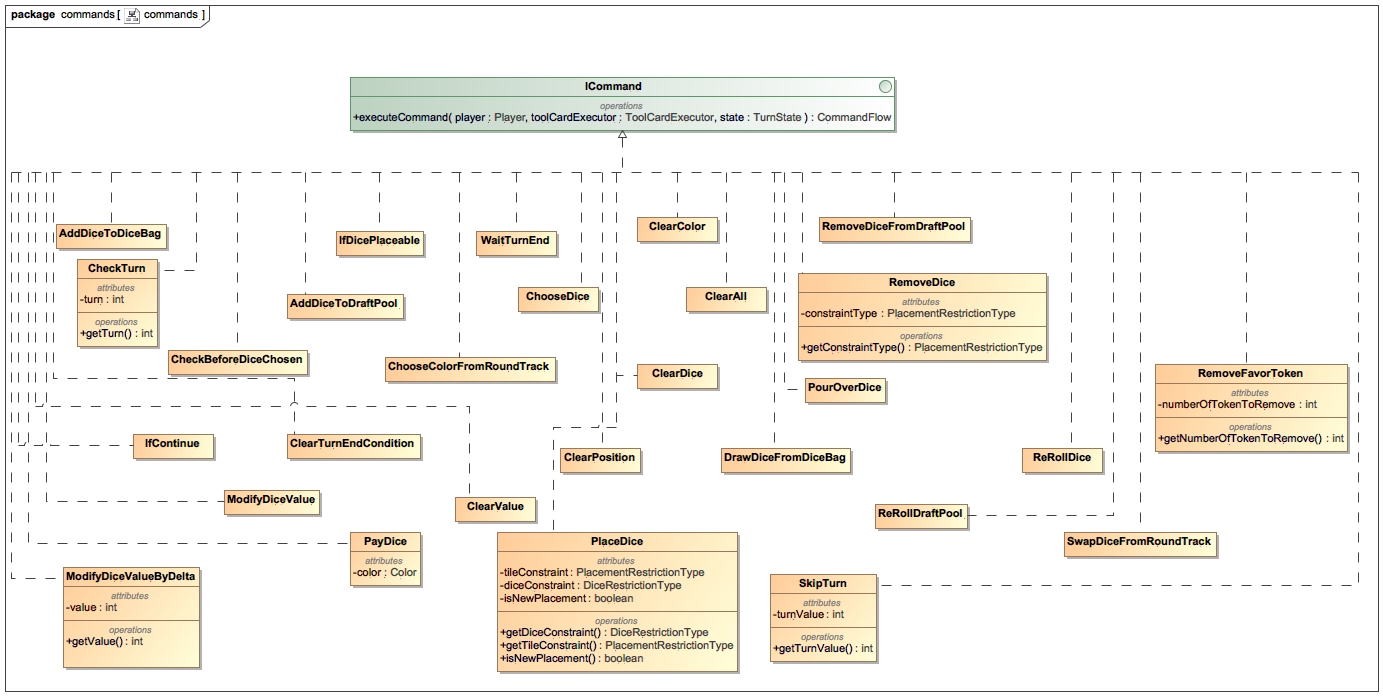 package commands[ commands ]
ICommand
operations
+executeCommand( player : Player, toolCardExecutor : ToolCardExecutor, state : TurnState ) : CommandFlow
AddDiceToDiceBag
IfDicePlaceable
WaitTurnEnd
ClearColor
RemoveDiceFromDraftPool
CheckTurn
attributes
-turn : int
operations
+getTurn() : int
AddDiceToDraftPool
ChooseDice
ClearAll
RemoveDice
attributes
-constraintType : PlacementRestrictionType
operations
+getConstraintType() : PlacementRestrictionType
CheckBeforeDiceChosen
ChooseColorFromRoundTrack
ClearDice
PourOverDice
RemoveFavorToken
attributes
-numberOfTokenToRemove : int
operations
+getNumberOfTokenToRemove() : int
IfContinue
ClearTurnEndCondition
ClearPosition
DrawDiceFromDiceBag
ReRollDice
ModifyDiceValue
ClearValue
ReRollDraftPool
SwapDiceFromRoundTrack
PayDice
attributes
-color : Color
PlaceDice
attributes
-tileConstraint : PlacementRestrictionType
-diceConstraint : DiceRestrictionType
-isNewPlacement : boolean
operations
+getDiceConstraint() : DiceRestrictionType
+getTileConstraint() : PlacementRestrictionType
+isNewPlacement() : boolean
ModifyDiceValueByDelta
attributes
-value : int
operations
+getValue() : int
SkipTurn
attributes
-turnValue : int
operations
+getTurnValue() : int